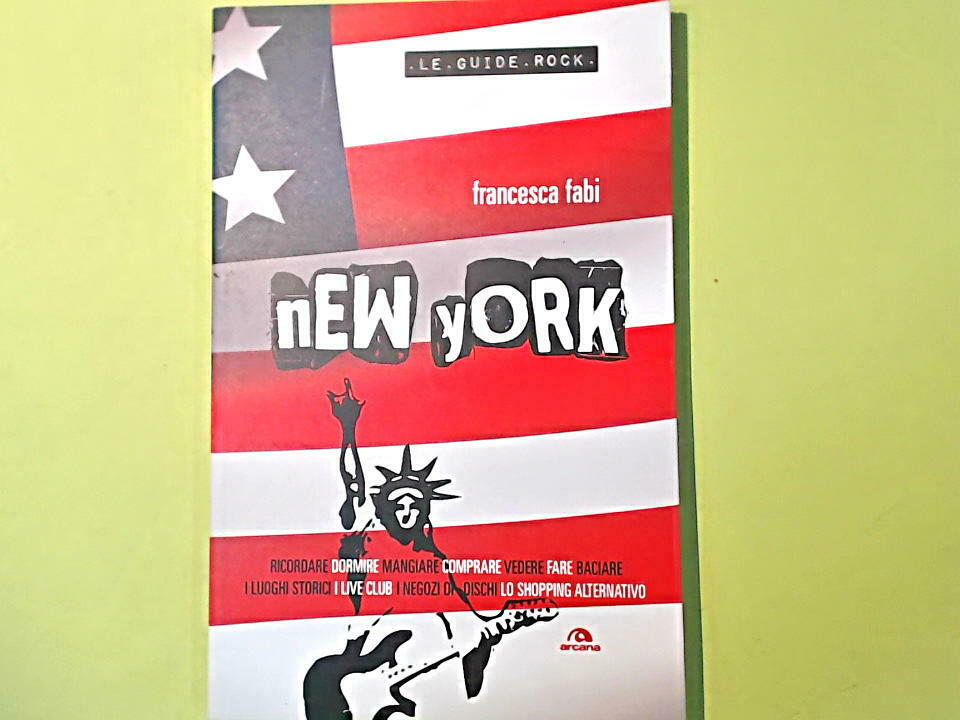 .LE.GUIDE.ROCK.
francesca fabi
nEW yORK
RICORDARE DORMIRE MANGIARE COMPRARE VEDERE FARE BACIARE
I LUOGHI STORICI I LIVE CLUB I NEGOZI DI DISCHI LO SHOPPING ALTERNATIVO
arcana